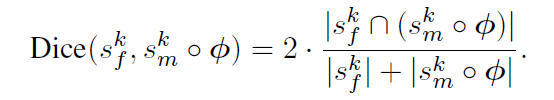 Dice(s_f^k, s_m^k ∘ ϕ) = 2 · |s_f^k ∩ (s_m^k ∘ ϕ)| / |s_f^k| + |s_m^k ∘ ϕ| .